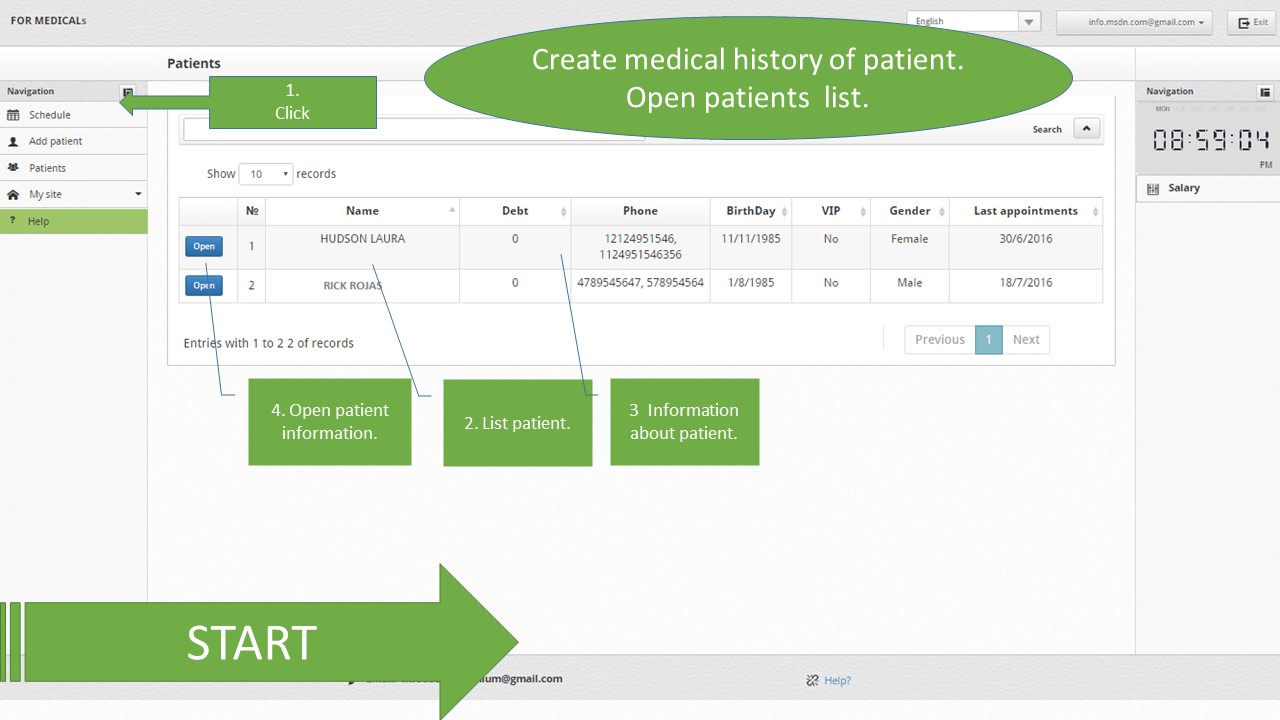 FOR MEDICALs
English
info.msdn.com@gmail.com
Exit
Create medical history of patient.
Open patients list.
Patients
Navigation
1.
Click
Schedule
Add patient
Patients
My site
? Help
Search
Show 10 records
№ Name Debt Phone BirthDay VIP Gender Last appointments
Open 1 HUDSON LAURA 0 12124951546, 11/11/1985 No Female 30/6/2016
1124951546356
Open 2 RICK ROJAS 0 4789545647, 578954564 1/8/1985 No Male 18/7/2016
Entries with 1 to 2 2 of records
Previous 1 Next
Navigation
MON
08:59:04
PM
Salary
4. Open patient
information.
2. List patient.
3 Information
about patient.
START
ium@gmail.com
Help?